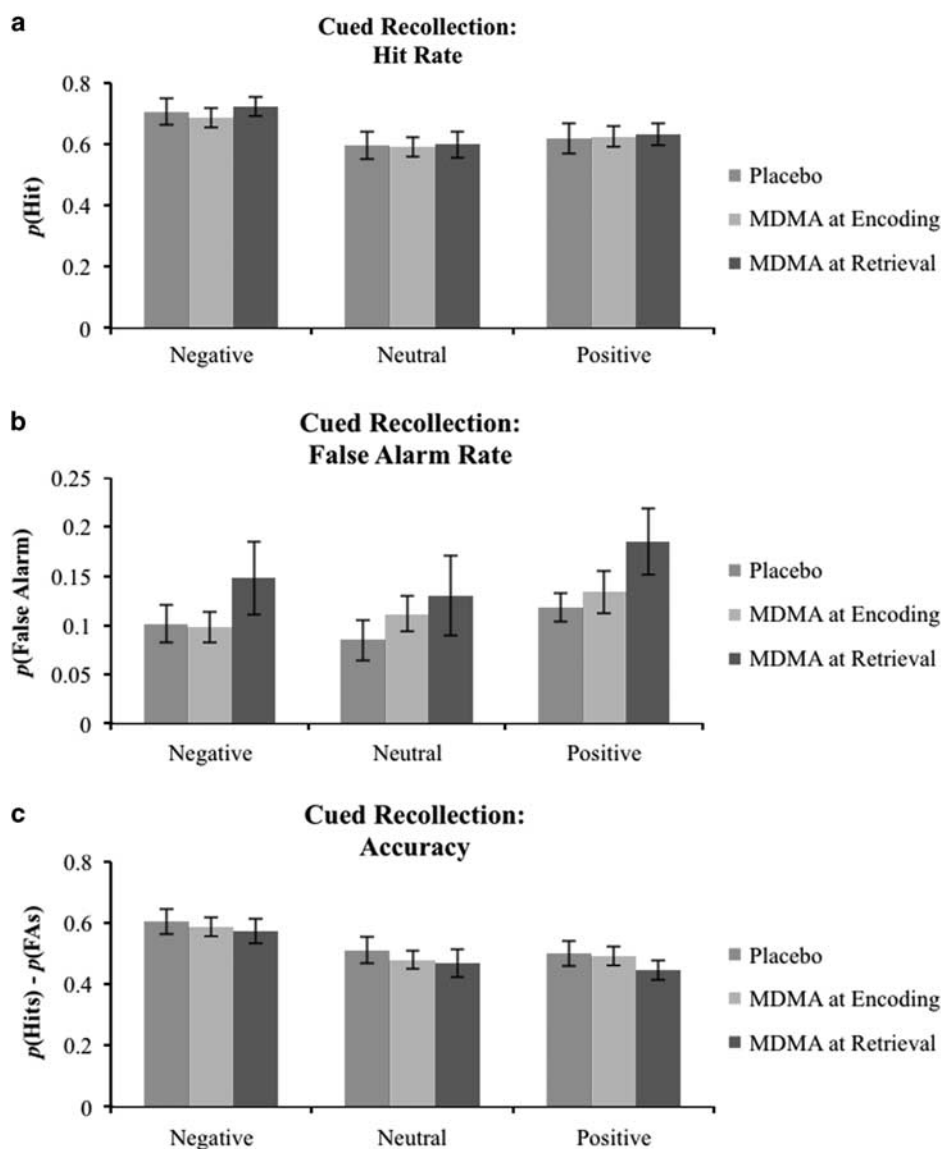 a
Cued Recollection:
Hit Rate
0.8
0.6
0.4
0.2
0
p(Hit)
Negative
Neutral
Positive
Placebo
MDMA at Encoding
MDMA at Retrieval
b
Cued Recollection:
False Alarm Rate
0.25
0.2
0.15
0.1
0.05
0
p(False Alarm)
Negative
Neutral
Positive
Placebo
MDMA at Encoding
MDMA at Retrieval
c
Cued Recollection:
Accuracy
0.8
0.6
0.4
0.2
0
p(Hits) - p(FAs)
Negative
Neutral
Positive
Placebo
MDMA at Encoding
MDMA at Retrieval